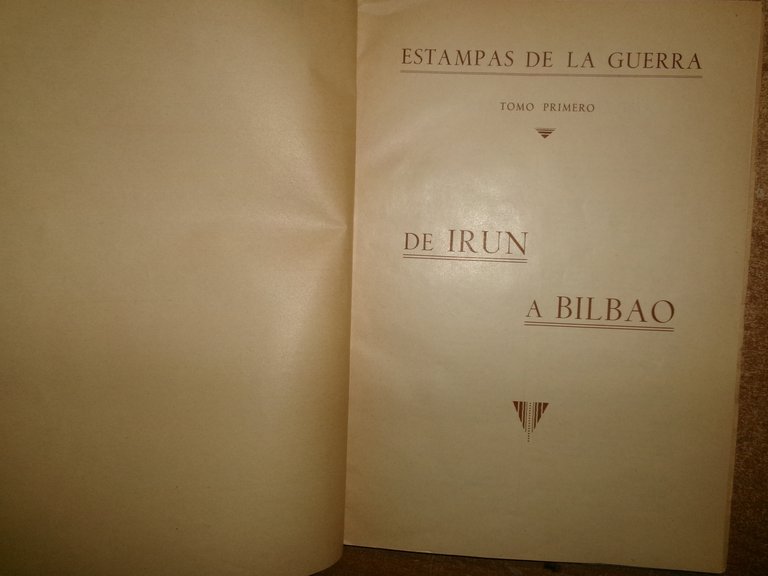 ESTAMPAS DE LA GUERRA
TOMO PRIMERO
DE IRUN
A BILBAO